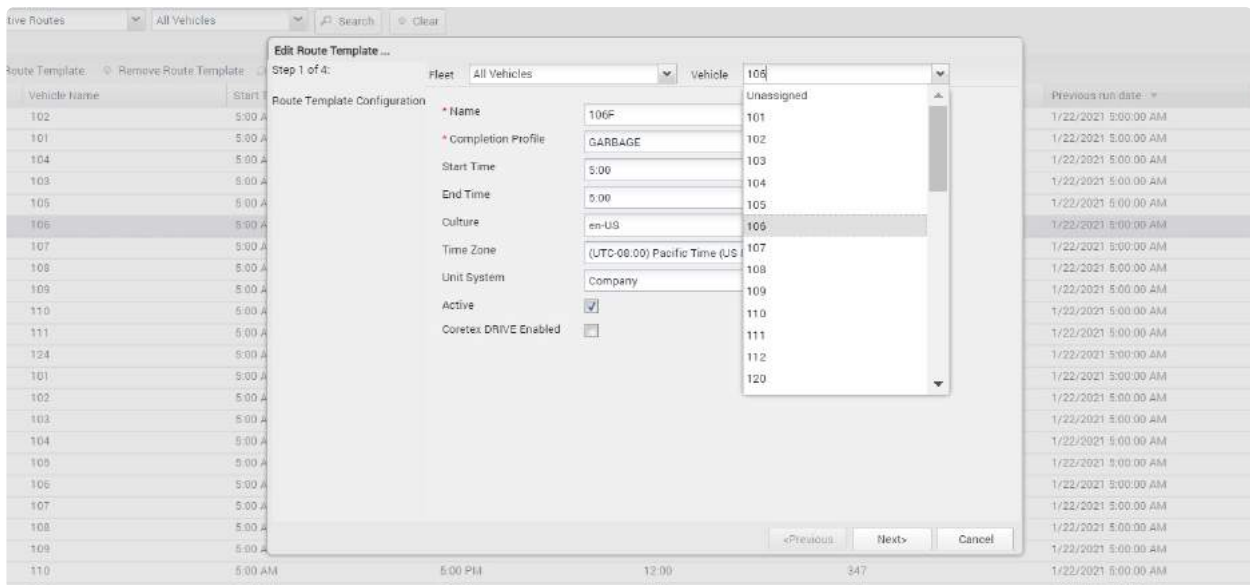 tive Routes All Vehicles Search Clear
Edit Route Template ...
Route Template Remove Route Template Step 1 of 4: Fleet All Vehicles Vehicle 106
Vehicle Name Start Route Template Configuration Unassigned Previous run date
102 5:00 A * Name 106F 101 1/22/2021 5:00:00 AM
101 5:00 A * Completion Profile GARBAGE 102 1/22/2021 5:00:00 AM
104 5:00 A Start Time 5:00 103 1/22/2021 5:00:00 AM
103 5:00 A End Time 5:00 104 1/22/2021 5:00:00 AM
105 5:00 A Culture en-US 105 1/22/2021 5:00:00 AM
106 5:00 A 106 1/22/2021 5:00:00 AM
107 5:00 A Time Zone (UTC-08:00) Pacific Time (US 107 1/22/2021 5:00:00 AM
108 5:00 A Unit System Company 108 1/22/2021 5:00:00 AM
109 5:00 A Active 109 1/22/2021 5:00:00 AM
110 5:00 A Coretex DRIVE Enabled 110 1/22/2021 5:00:00 AM
111 5:00 A 111 1/22/2021 5:00:00 AM
124 5:00 A 112 1/22/2021 5:00:00 AM
101 5:00 A 120 1/22/2021 5:00:00 AM
102 5:00 A 1/22/2021 5:00:00 AM
103 5:00 A 1/22/2021 5:00:00 AM
104 5:00 A 1/22/2021 5:00:00 AM
105 5:00 A 1/22/2021 5:00:00 AM
106 5:00 A 1/22/2021 5:00:00 AM
107 5:00 A 1/22/2021 5:00:00 AM
108 5:00 A <Previous Next> Cancel 1/22/2021 5:00:00 AM
109 5:00 A 1/22/2021 5:00:00 AM
110 5:00 AM 5:00 PM 12:00 347 1/22/2021 5:00:00 AM